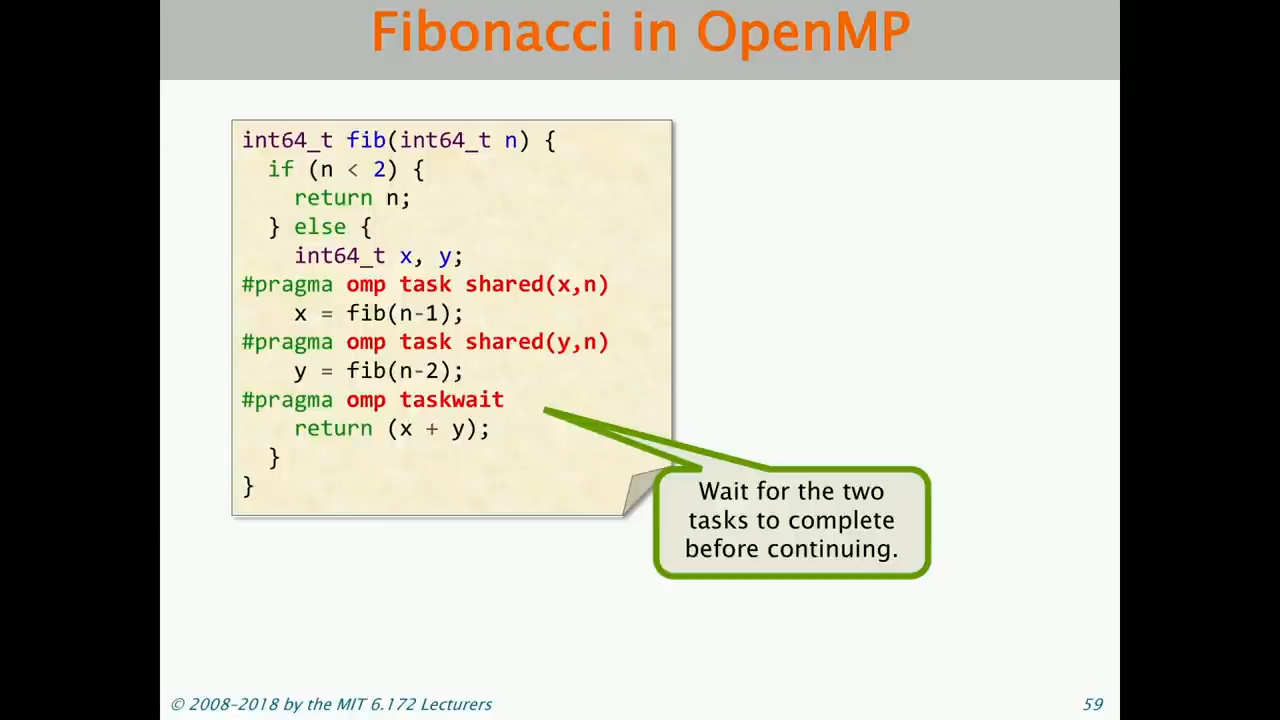 Fibonacci in OpenMP
int64_t fib(int64_t n) {
  if (n < 2) {
    return n;
  } else {
    int64_t x, y;
#pragma omp task shared(x,n)
    x = fib(n-1);
#pragma omp task shared(y,n)
    y = fib(n-2);
#pragma omp taskwait
    return (x + y);
  }
}
Wait for the two
tasks to complete
before continuing.
© 2008–2018 by the MIT 6.172 Lecturers
59